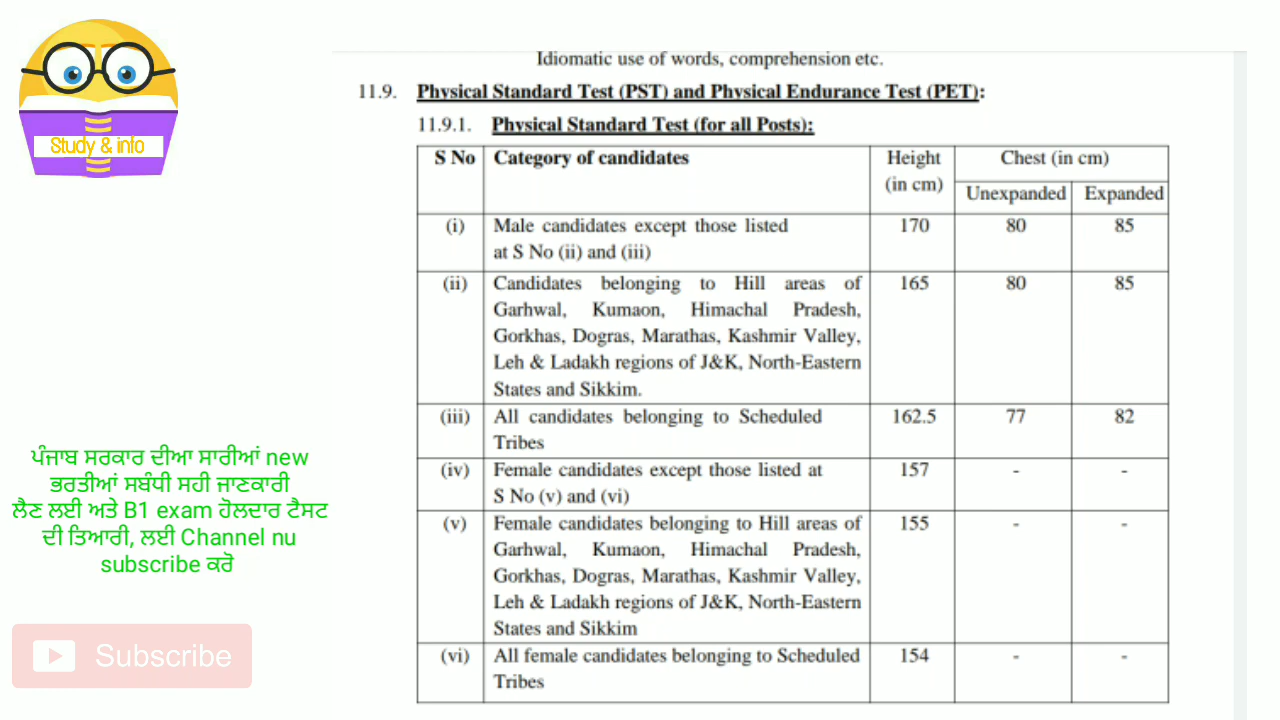 Study & info
Idiomatic use of words, comprehension etc.
11.9. Physical Standard Test (PST) and Physical Endurance Test (PET):
11.9.1. Physical Standard Test (for all Posts):
S No Category of candidates Height (in cm) Chest (in cm)
Unexpanded Expanded
(i) Male candidates except those listed 170 80 85
at S No (ii) and (iii)
(ii) Candidates belonging to Hill areas of 165 80 85
Garhwal, Kumaon, Himachal Pradesh,
Gorkhas, Dogras, Marathas, Kashmir Valley,
Leh & Ladakh regions of J&K, North-Eastern
States and Sikkim.
(iii) All candidates belonging to Scheduled 162.5 77 82
Tribes
(iv) Female candidates except those listed at 157 - -
S No (v) and (vi)
(v) Female candidates belonging to Hill areas of 155 - -
Garhwal, Kumaon, Himachal Pradesh,
Gorkhas, Dogras, Marathas, Kashmir Valley,
Leh & Ladakh regions of J&K, North-Eastern
States and Sikkim
(vi) All female candidates belonging to Scheduled 154 - -
Tribes
ਪੰਜਾਬ ਸਰਕਾਰ ਦੀਆ ਸਾਰੀਆਂ new
ਭਰਤੀਆਂ ਸਬੰਧੀ ਸਹੀ ਜਾਣਕਾਰੀ
ਲੈਣ ਲਈ ਅਤੇ B1 exam ਹੋਲਦਾਰ ਟੈਸਟ
ਦੀ ਤਿਆਰੀ, ਲਈ Channel nu
subscribe ਕਰੋ
Subscribe